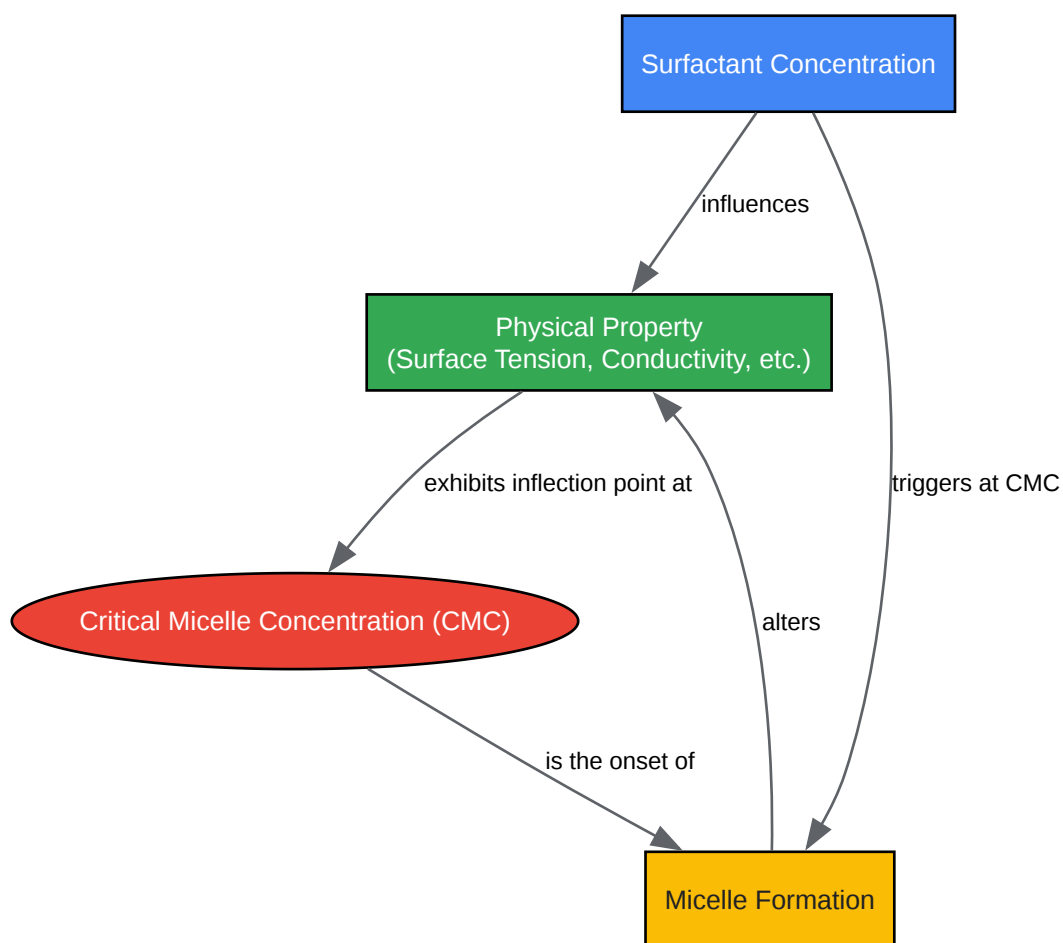 Surfactant Concentration
influences
Physical Property
(Surface Tension, Conductivity, etc.)
exhibits inflection point at
triggers at CMC
Critical Micelle Concentration (CMC)
alters
is the onset of
Micelle Formation